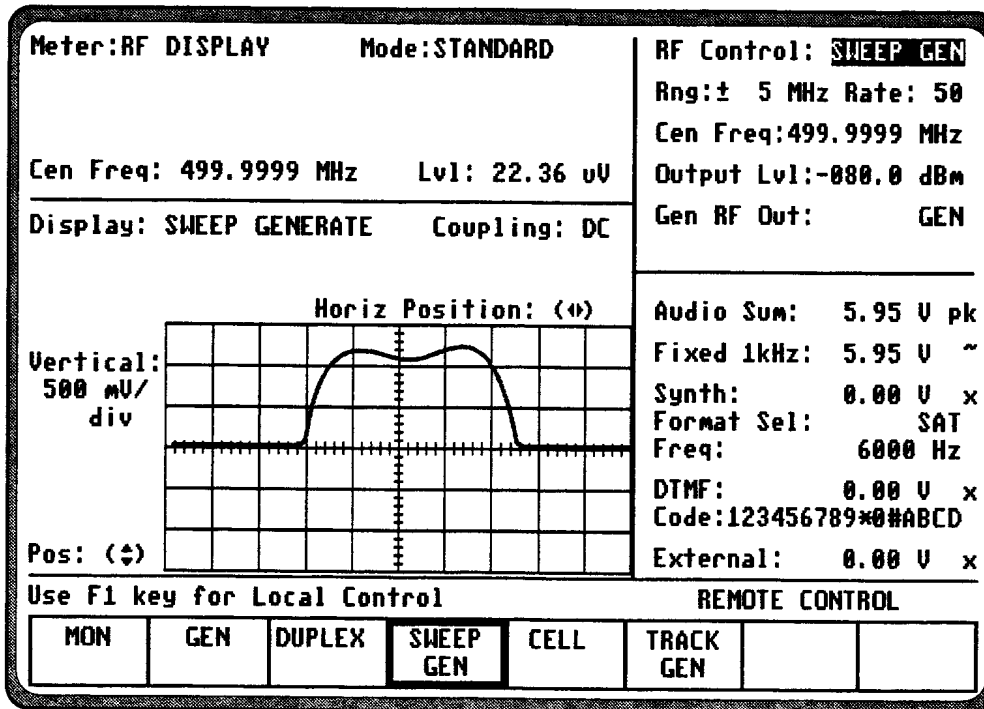 Meter:RF DISPLAY Mode:STANDARD
Cen Freq: 499.9999 MHz Lvl: 22.36 uV
Display: SWEEP GENERATE Coupling: DC
Horiz Position: (◂▸)
Vertical:
500 mV/
div
Pos: (▴▾)
RF Control: SWEEP GEN
Rng:± 5 MHz Rate: 50
Cen Freq:499.9999 MHz
Output Lvl:-080.0 dBm
Gen RF Out: GEN
Audio Sum: 5.95 V pk
Fixed 1kHz: 5.95 V ~
Synth: 0.00 V x
Format Sel: SAT
Freq: 6000 Hz
DTMF: 0.00 V x
Code:123456789*0#ABCD
External: 0.00 V x
Use F1 key for Local Control REMOTE CONTROL
MON GEN DUPLEX SWEEP GEN CELL TRACK GEN